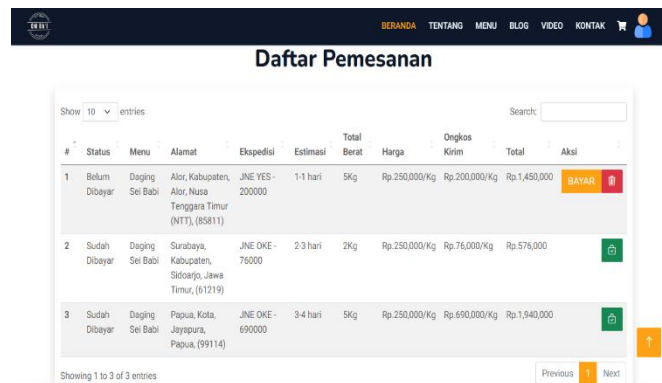 BERANDA TENTANG MENU BLOG VIDEO KONTAK
Daftar Pemesanan
Show 10 entries Search:
# Status Menu Alamat Ekspedisi Estimasi Total Berat Harga Ongkos Kirim Total Aksi
1 Belum Dibayar Daging Sei Babi Alor, Kabupaten, Alor, Nusa Tenggara Timur (NTT), (85811) JNE YES - 200000 1-1 hari 5Kg Rp.250,000/Kg Rp.200,000/Kg Rp.1,450,000 BAYAR
2 Sudah Dibayar Daging Sei Babi Surabaya, Kabupaten, Sidoarjo, Jawa Timur, (61219) JNE OKE - 76000 2-3 hari 2Kg Rp.250,000/Kg Rp.76,000/Kg Rp.576,000
3 Sudah Dibayar Daging Sei Babi Papua, Kota, Jayapura, Papua, (99114) JNE OKE - 690000 3-4 hari 5Kg Rp.250,000/Kg Rp.690,000/Kg Rp.1,940,000
Showing 1 to 3 of 3 entries Previous 1 Next